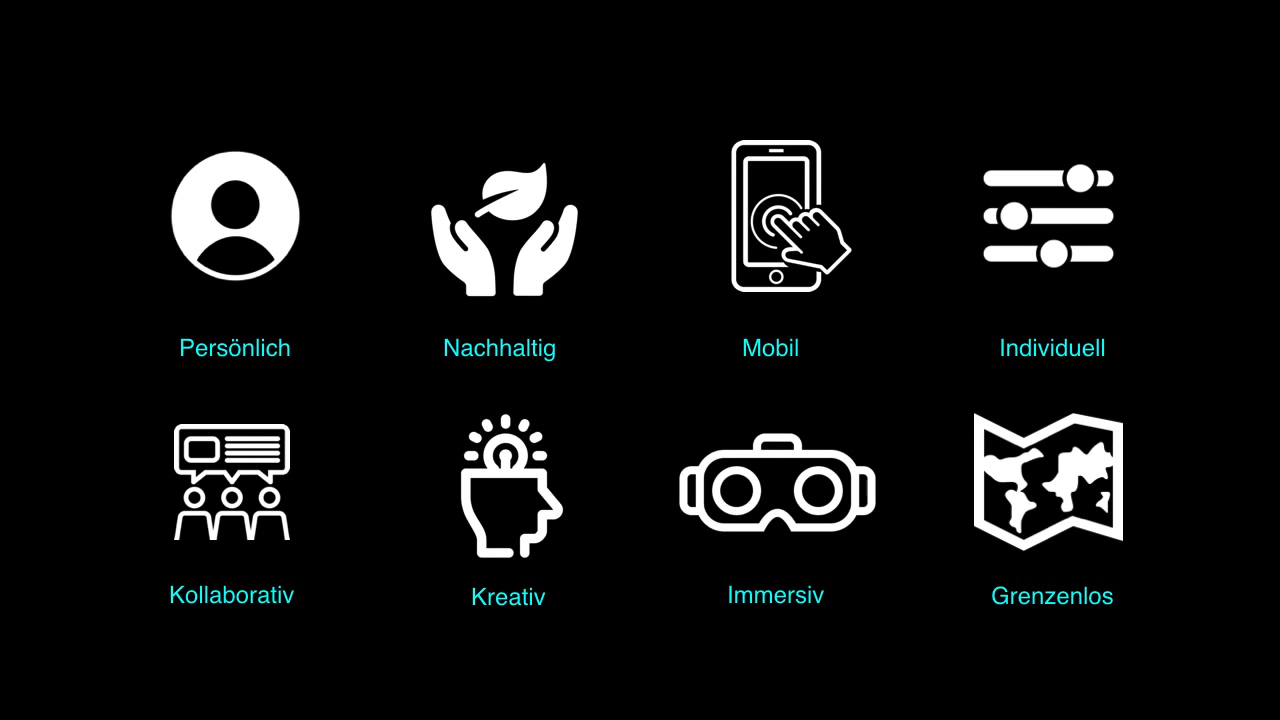 Persönlich
Nachhaltig
Mobil
Individuell
Kollaborativ
Kreativ
Immersiv
Grenzenlos